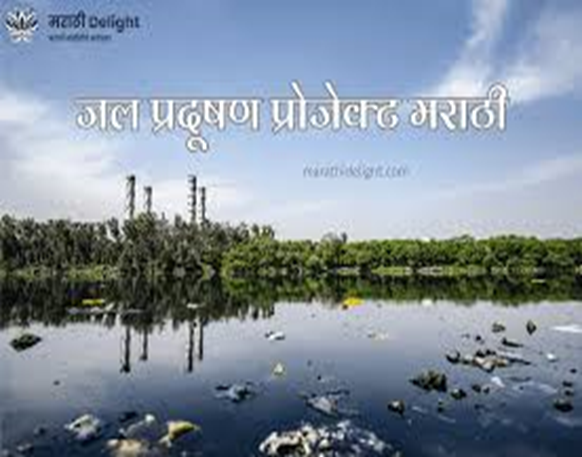 मराठी Delight
जल प्रदूषण प्रोजेक्ट मराठी
marathidelight.com